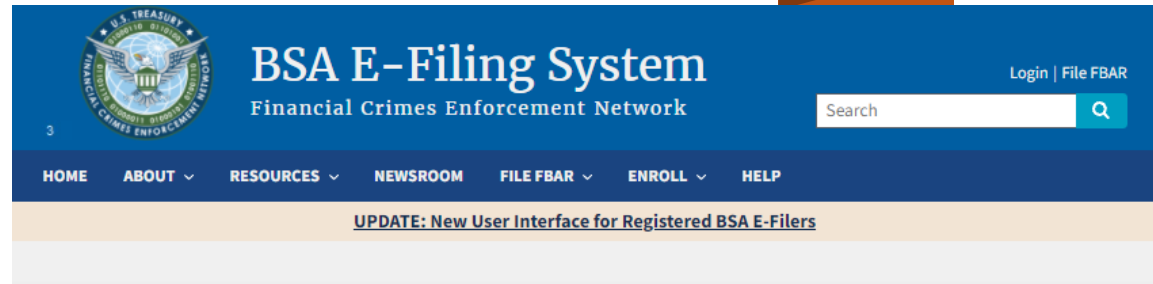 U.S. TREASURY
FINANCIAL CRIMES ENFORCEMENT NETWORK
BSA E-Filing System
Financial Crimes Enforcement Network
Login | File FBAR
Search
3
HOME ABOUT RESOURCES NEWSROOM FILE FBAR ENROLL HELP
UPDATE: New User Interface for Registered BSA E-Filers